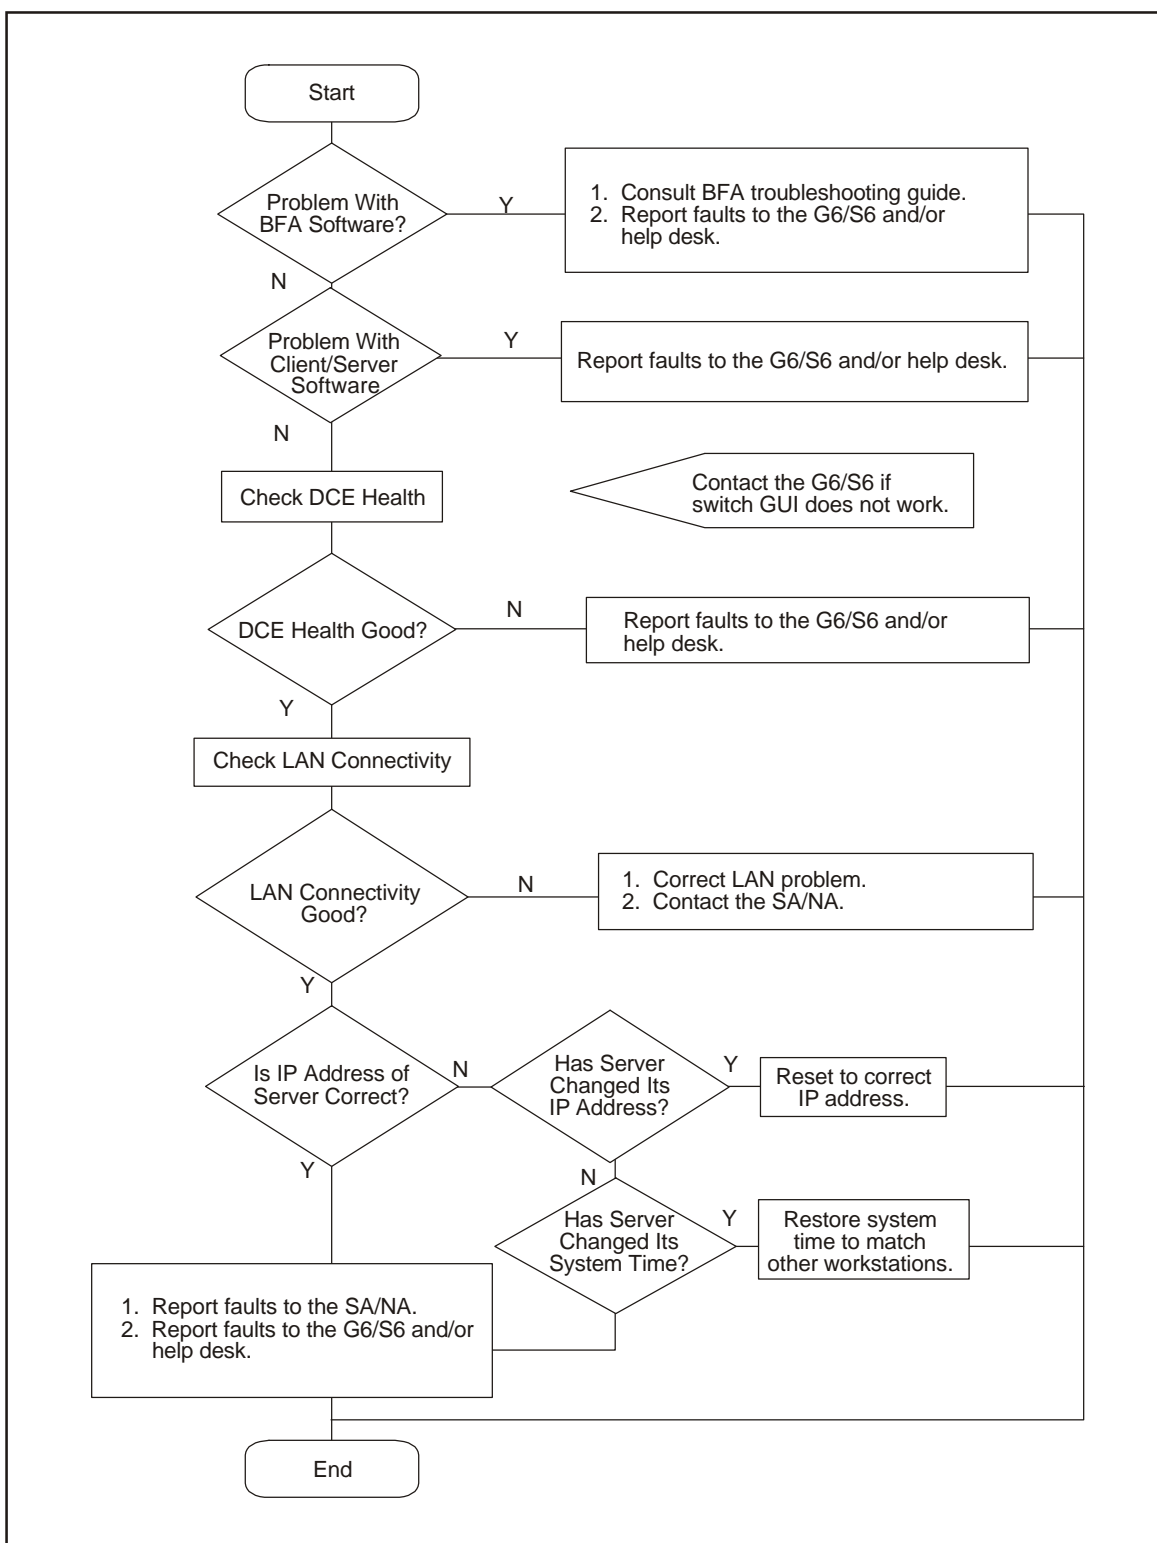 Start
Problem With
BFA Software?
Y
1. Consult BFA troubleshooting guide.
2. Report faults to the G6/S6 and/or
help desk.
N
Problem With
Client/Server
Software
Y
Report faults to the G6/S6 and/or help desk.
N
Check DCE Health
Contact the G6/S6 if
switch GUI does not work.
DCE Health Good?
N
Report faults to the G6/S6 and/or
help desk.
Y
Check LAN Connectivity
LAN Connectivity
Good?
N
1. Correct LAN problem.
2. Contact the SA/NA.
Y
Is IP Address of
Server Correct?
N
Has Server
Changed Its
IP Address?
Y
Reset to correct
IP address.
Y
N
Has Server
Changed Its
System Time?
Y
Restore system
time to match
other workstations.
1. Report faults to the SA/NA.
2. Report faults to the G6/S6 and/or
help desk.
End